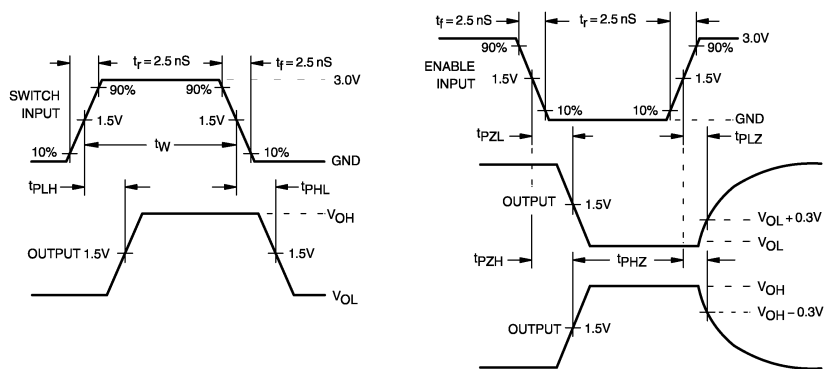 tr = 2.5 nS
tf = 2.5 nS
3.0V
90%
90%
SWITCH
INPUT
1.5V
1.5V
tW
10%
10%
GND
tPLH
tPHL
VOH
OUTPUT 1.5V
1.5V
VOL
tf = 2.5 nS
tr = 2.5 nS
3.0V
90%
90%
ENABLE
INPUT
1.5V
1.5V
10%
10%
GND
tPZL
tPLZ
OUTPUT
1.5V
VOL + 0.3V
VOL
tPZH
tPHZ
VOH
VOH – 0.3V
OUTPUT
1.5V